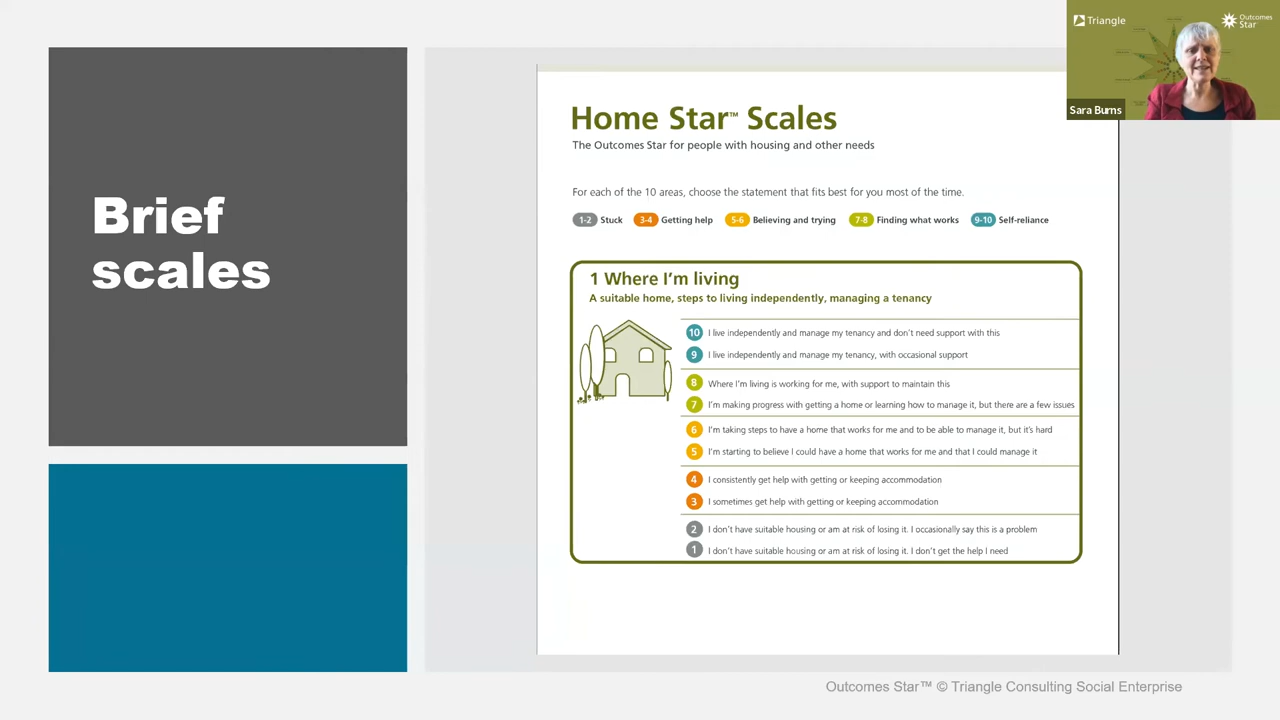 Triangle
Outcomes
Star™
Sara Burns
Brief
scales
Home Star™ Scales
The Outcomes Star for people with housing and other needs
For each of the 10 areas, choose the statement that fits best for you most of the time.
1-2 Stuck 3-4 Getting help 5-6 Believing and trying 7-8 Finding what works 9-10 Self-reliance
1 Where I'm living
A suitable home, steps to living independently, managing a tenancy
10 I live independently and manage my tenancy and don't need support with this
9 I live independently and manage my tenancy, with occasional support
8 Where I'm living is working for me, with support to maintain this
7 I'm making progress with getting a home or learning how to manage it, but there are a few issues
6 I'm taking steps to have a home that works for me and to be able to manage it, but it's hard
5 I'm starting to believe I could have a home that works for me and that I could manage it
4 I consistently get help with getting or keeping accommodation
3 I sometimes get help with getting or keeping accommodation
2 I don't have suitable housing or am at risk of losing it. I occasionally say this is a problem
1 I don't have suitable housing or am at risk of losing it. I don't get the help I need
Outcomes Star™ © Triangle Consulting Social Enterprise